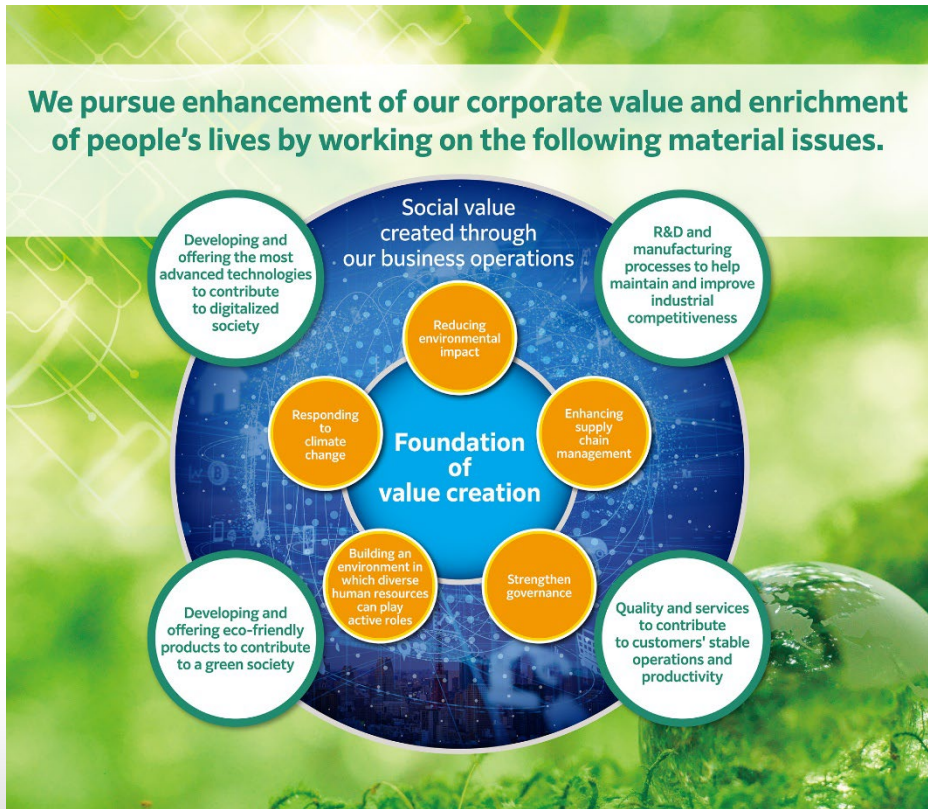 We pursue enhancement of our corporate value and enrichment
of people's lives by working on the following material issues.
Social value
created through
our business operations
Developing and
offering the most
advanced technologies
to contribute
to digitalized
society
R&D and
manufacturing
processes to help
maintain and improve
industrial
competitiveness
Reducing
environmental
impact
Responding
to
climate
change
Enhancing
supply
chain
management
Foundation
of
value creation
Building an
environment in
which diverse
human resources
can play
active roles
Strengthen
governance
Developing and
offering eco-friendly
products to contribute
to a green society
Quality and services
to contribute
to customers' stable
operations and
productivity